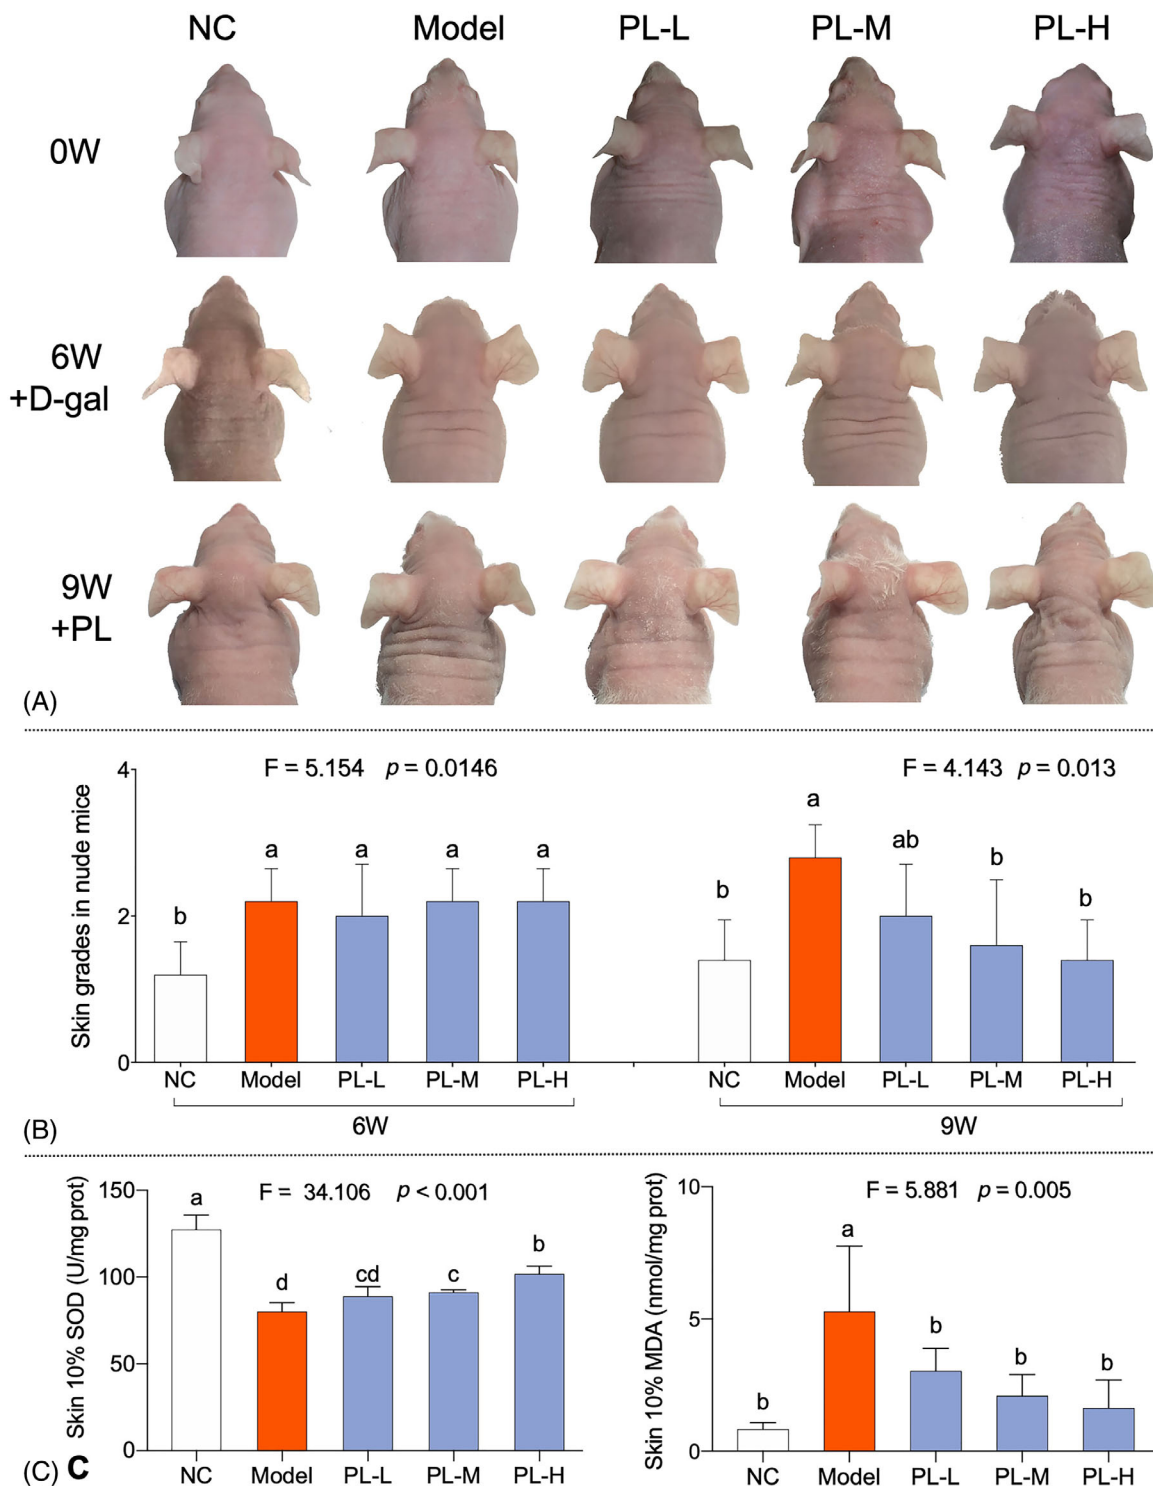 NC Model PL-L PL-M PL-H
0W
6W
+D-gal
9W
+PL
(A)
F = 5.154 p = 0.0146
F = 4.143 p = 0.013
Skin grades in nude mice
4
2
0
b a a a a
b a ab b b
NC Model PL-L PL-M PL-H
NC Model PL-L PL-M PL-H
6W
9W
(B)
F = 34.106 p < 0.001
Skin 10% SOD (U/mg prot)
150
100
50
0
a d cd c b
NC Model PL-L PL-M PL-H
F = 5.881 p = 0.005
Skin 10% MDA (nmol/mg prot)
10
5
0
b a b b b
NC Model PL-L PL-M PL-H
(C) C